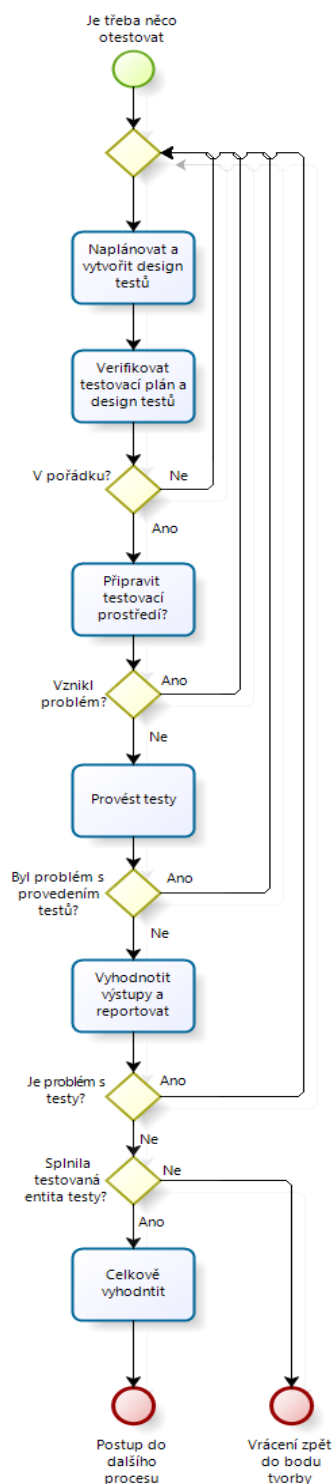 Je třeba něco
otestovat
Naplánovat a
vytvořit design
testů
Verifikovat
testovací plán a
design testů
V pořádku?
Ne
Ano
Připravit
testovací
prostředí?
Vznikl
problém?
Ano
Ne
Provést testy
Byl problém s
provedením
testů?
Ano
Ne
Vyhodnotit
výstupy a
reportovat
Je problém s
testy?
Ano
Ne
Splnila
testovaná
entita testy?
Ne
Ano
Celkově
vyhodntit
Postup do
dalšího
procesu
Vrácení zpět
do bodu
tvorby